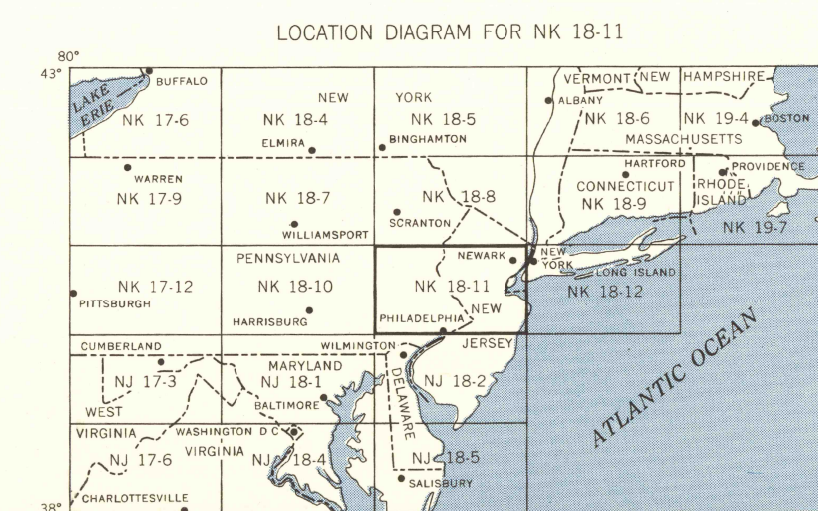 LOCATION DIAGRAM FOR NK 18-11
80°
43°
BUFFALO
LAKE ERIE
NK 17-6
NEW YORK
NK 18-4
NK 18-5
ELMIRA
BINGHAMTON
VERMONT
NEW HAMPSHIRE
ALBANY
NK 18-6
NK 19-4
BOSTON
MASSACHUSETTS
WARREN
NK 17-9
NK 18-7
WILLIAMSPORT
NK 18-8
SCRANTON
HARTFORD
PROVIDENCE
CONNECTICUT
RHODE ISLAND
NK 18-9
NK 19-7
PENNSYLVANIA
NK 17-12
PITTSBURGH
NK 18-10
HARRISBURG
NEWARK
NK 18-11
NEW
PHILADELPHIA
NEW YORK
LONG ISLAND
NK 18-12
CUMBERLAND
WILMINGTON
JERSEY
ATLANTIC OCEAN
NJ 17-3
MARYLAND
NJ 18-1
DELAWARE
NJ 18-2
WEST
BALTIMORE
VIRGINIA
WASHINGTON D C
VIRGINIA
NJ 17-6
NJ 18-4
NJ 18-5
SALISBURY
CHARLOTTESVILLE
38°